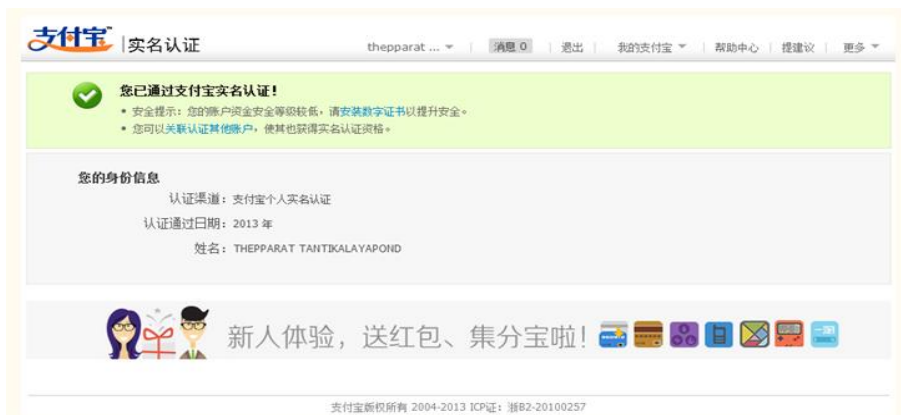 支付宝™ | 实名认证
thepparat ... | 消息 0 | 退出 | 我的支付宝 | 帮助中心 | 提建议 | 更多
您已通过支付宝实名认证！
• 安全提示：您的账户资金安全等级较低，请安装数字证书以提升安全。
• 您可以关联认证其他账户，使其也获得实名认证资格。
您的身份信息
认证渠道：支付宝个人实名认证
认证通过日期：2013 年
姓名：THEPPARAT TANTIKALAYAPOND
新人体验，送红包、集分宝啦！
支付宝版权所有 2004-2013 ICP证：浙B2-20100257